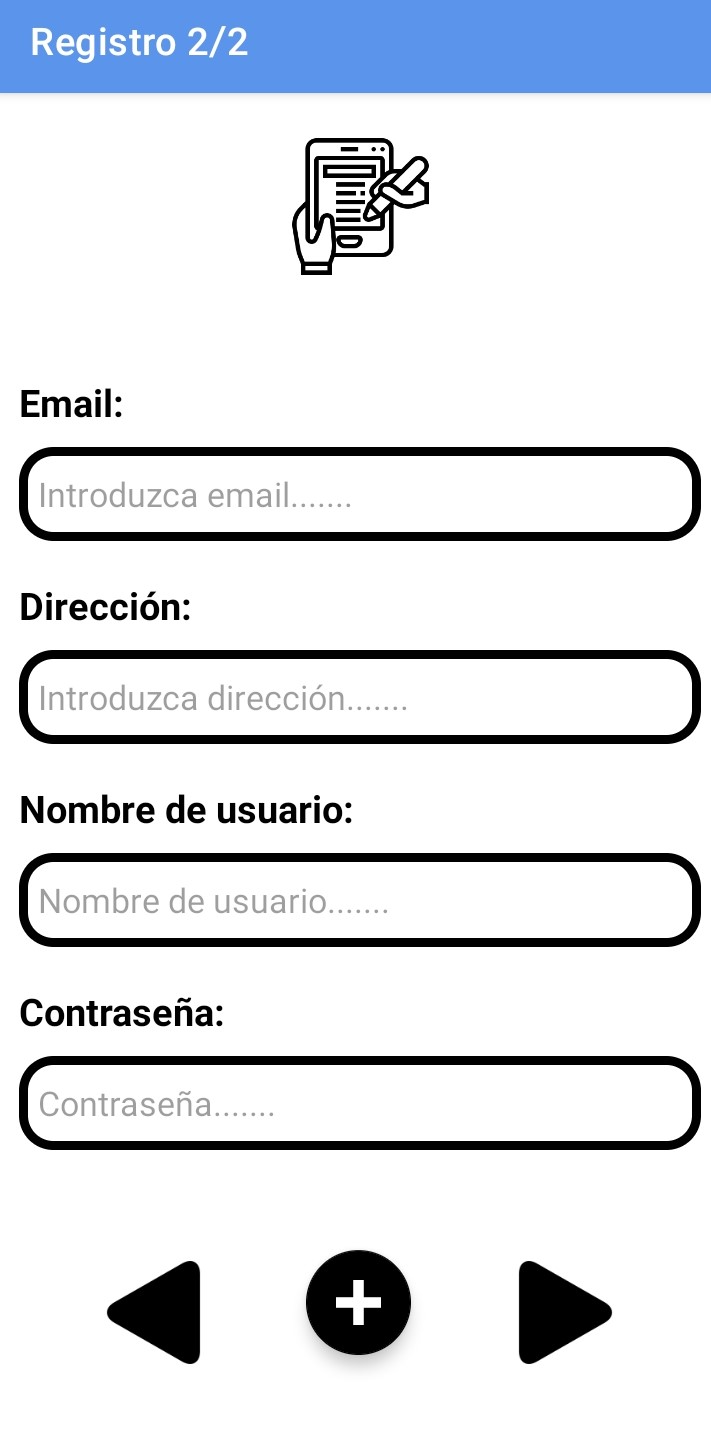 Registro 2/2
Email:
Introduzca email.......
Dirección:
Introduzca dirección.......
Nombre de usuario:
Nombre de usuario.......
Contraseña:
Contraseña.......